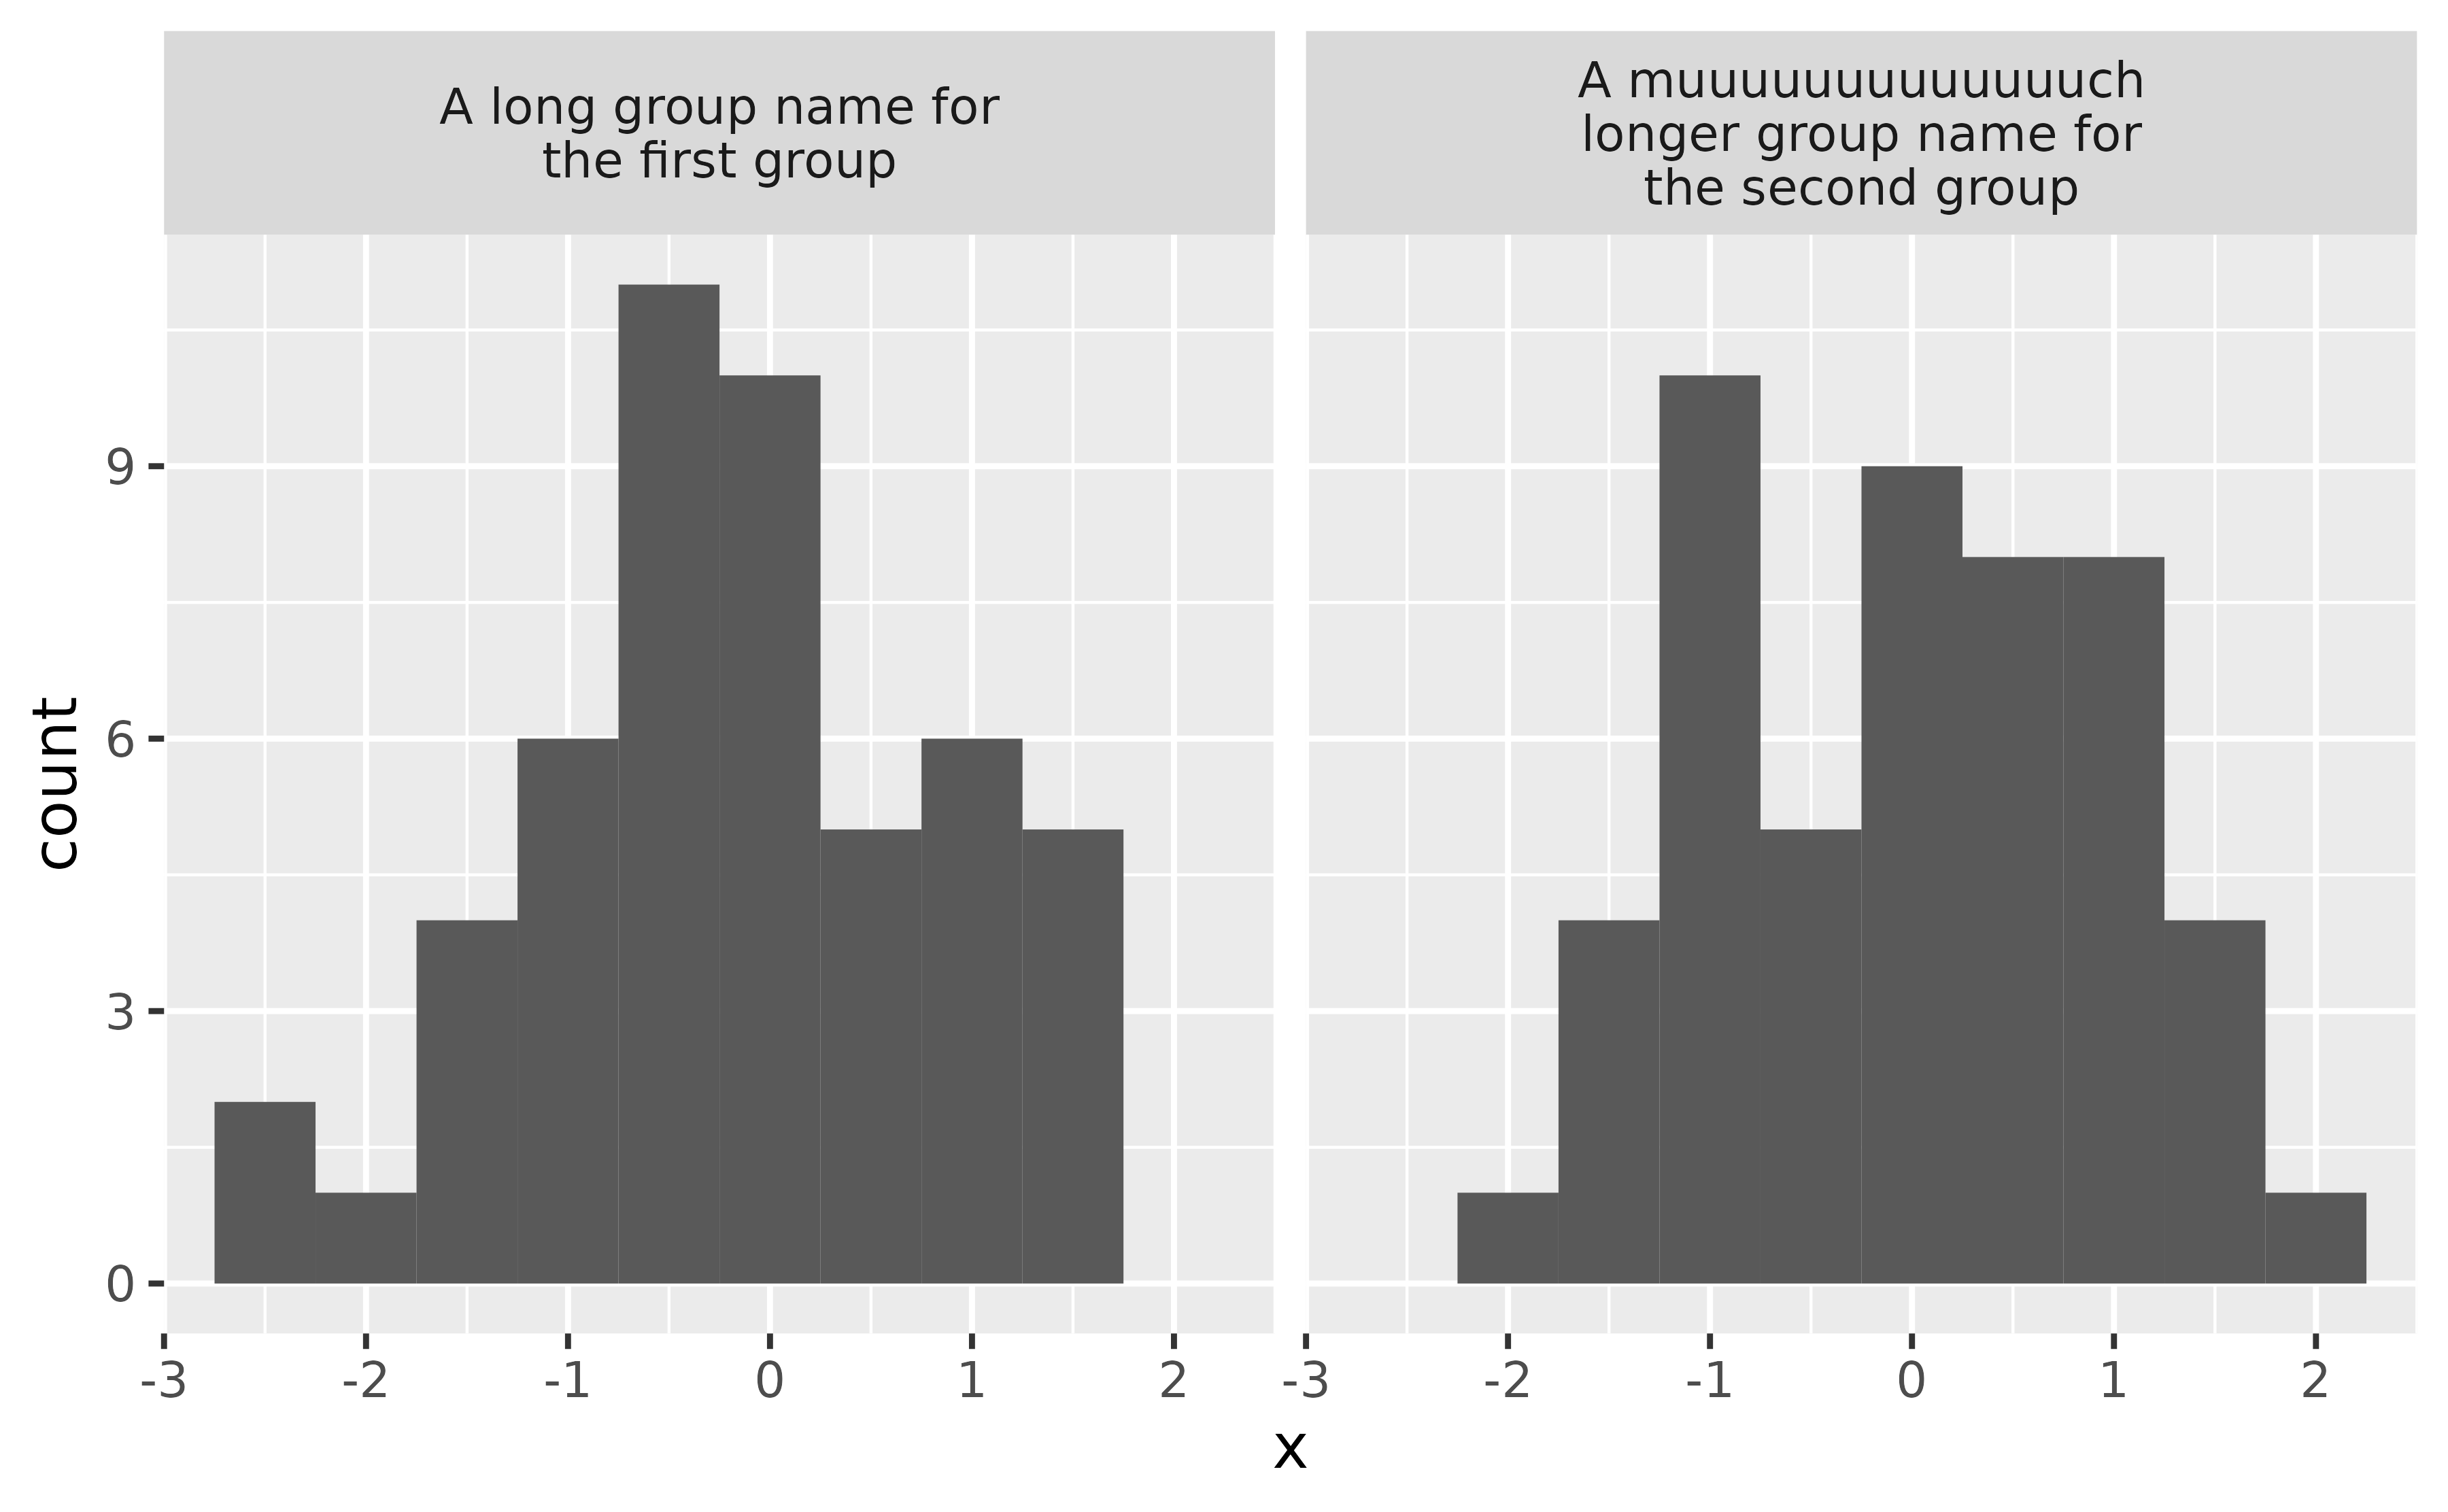 A long group name for
the first group
A muuuuuuuuuuuuuch
longer group name for
the second group
count
9
6
3
0
-3 -2 -1 0 1 2 -3 -2 -1 0 1 2
x